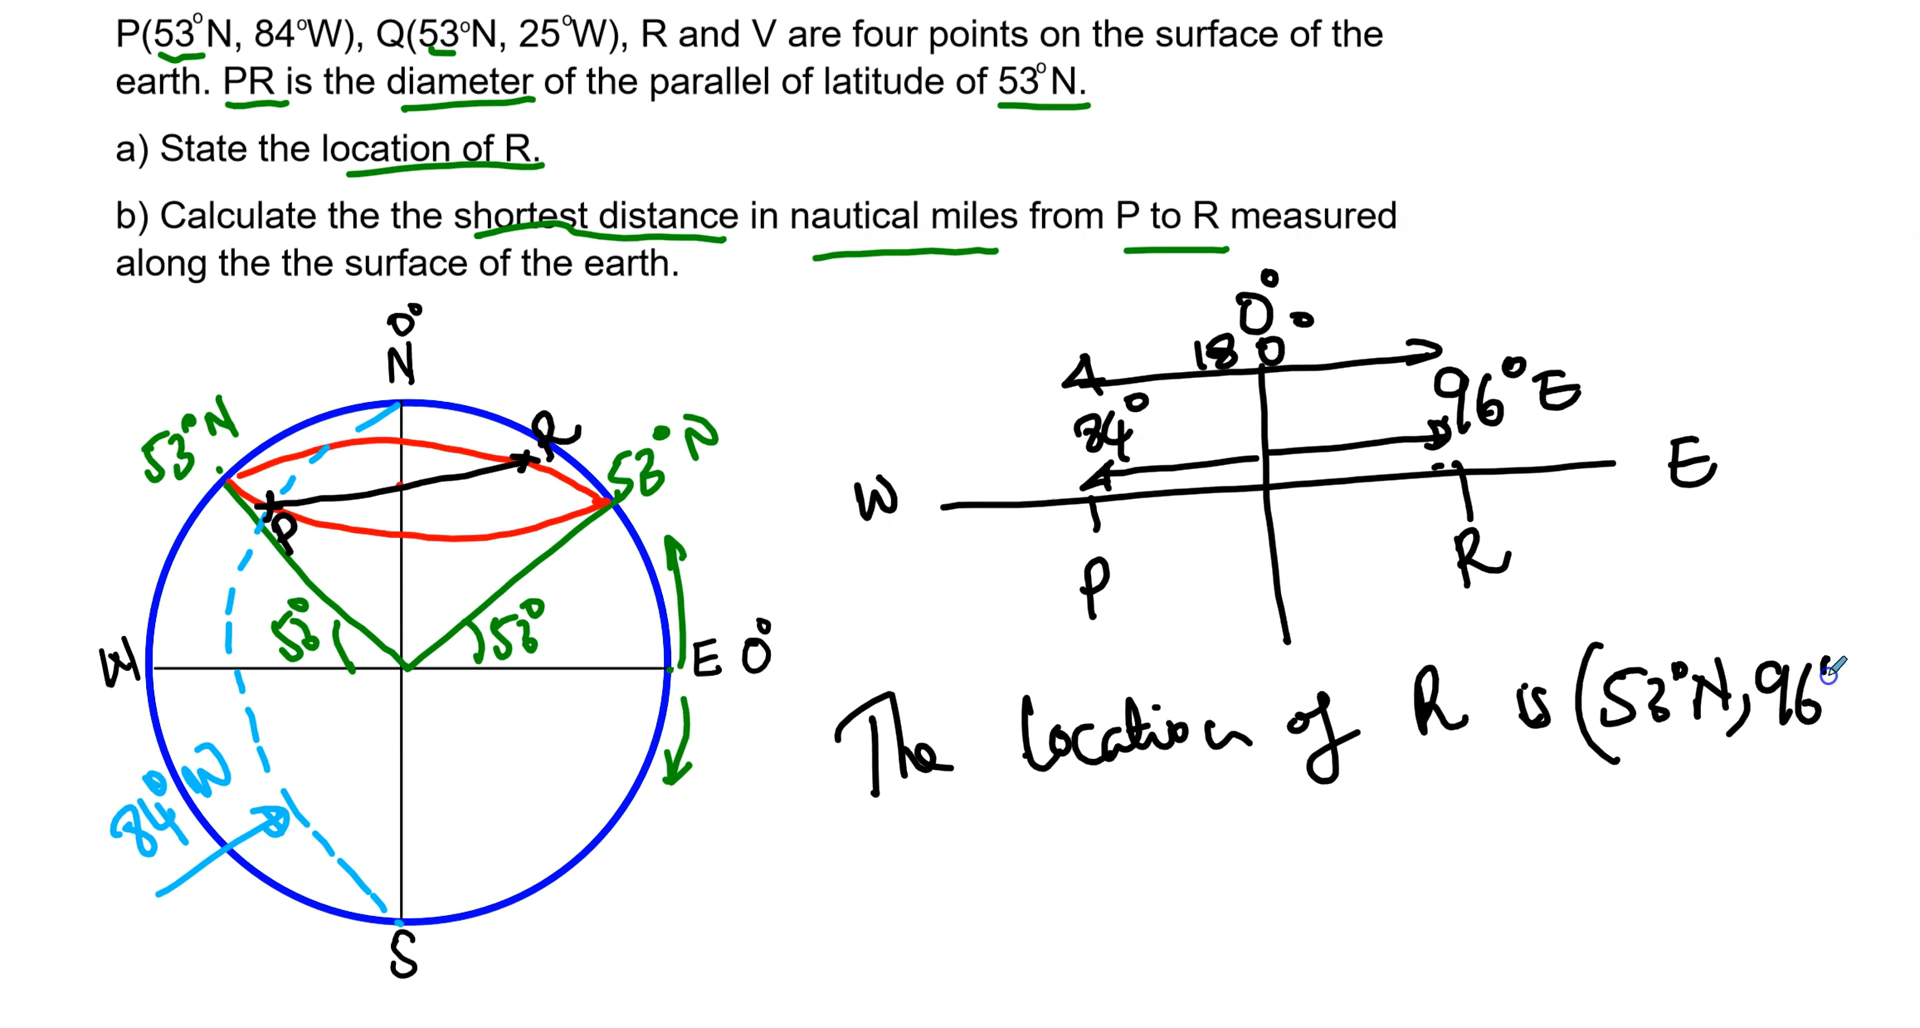 P(53°N, 84°W), Q(53°N, 25°W), R and V are four points on the surface of the
earth. PR is the diameter of the parallel of latitude of 53°N.
a) State the location of R.
b) Calculate the the shortest distance in nautical miles from P to R measured
along the the surface of the earth.
0°
N
53°N
R
53°N
P
53°
53°
W
E 0°
84°W
S
0°
180
84°
96°E
W
E
P
R
The location of R is (53°N, 96°